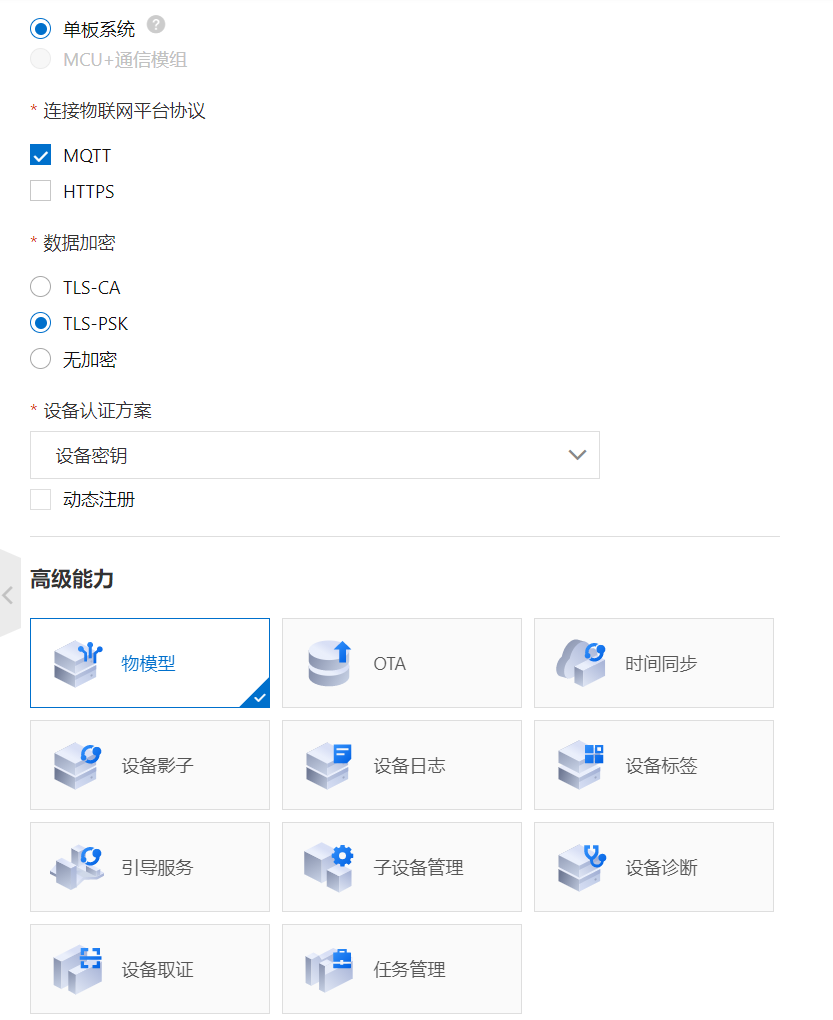 单板系统 ?
MCU+通信模组
* 连接物联网平台协议
MQTT
HTTPS
* 数据加密
TLS-CA
TLS-PSK
无加密
* 设备认证方案
设备密钥
动态注册
高级能力
物模型
OTA
时间同步
设备影子
设备日志
设备标签
引导服务
子设备管理
设备诊断
设备取证
任务管理